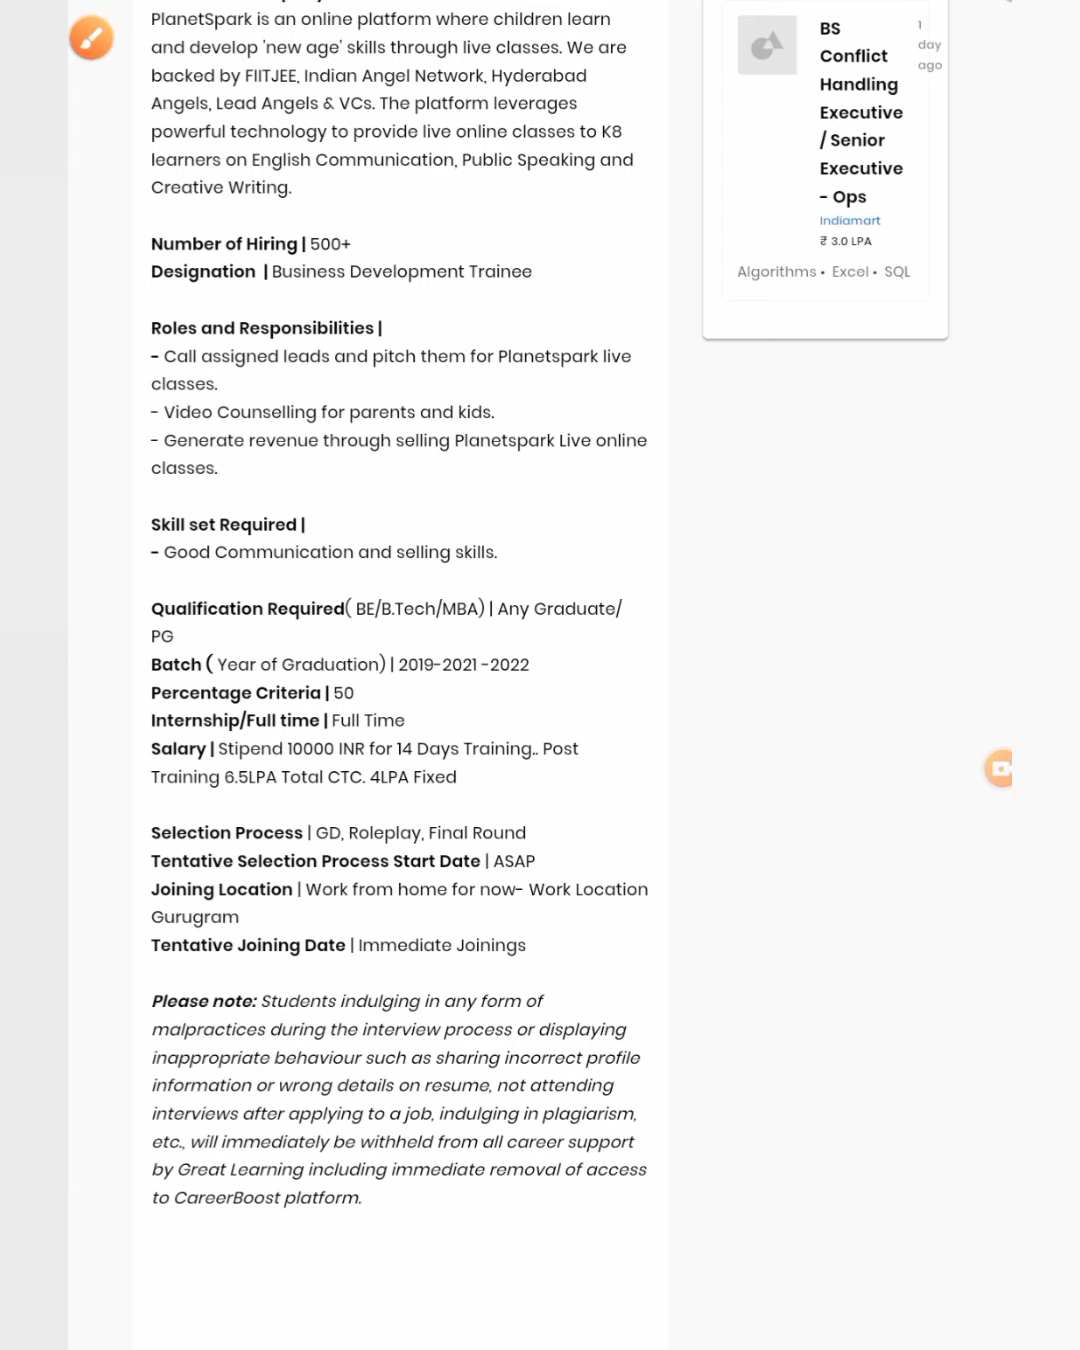 PlanetSpark is an online platform where children learn
and develop 'new age' skills through live classes. We are
backed by FIITJEE, Indian Angel Network, Hyderabad
Angels, Lead Angels & VCs. The platform leverages
powerful technology to provide live online classes to K8
learners on English Communication, Public Speaking and
Creative Writing.
Number of Hiring | 500+
Designation | Business Development Trainee
Roles and Responsibilities |
- Call assigned leads and pitch them for Planetspark live
classes.
- Video Counselling for parents and kids.
- Generate revenue through selling Planetspark Live online
classes.
Skill set Required |
- Good Communication and selling skills.
Qualification Required( BE/B.Tech/MBA) | Any Graduate/
PG
Batch ( Year of Graduation) | 2019-2021 -2022
Percentage Criteria | 50
Internship/Full time | Full Time
Salary | Stipend 10000 INR for 14 Days Training.. Post
Training 6.5LPA Total CTC. 4LPA Fixed
Selection Process | GD, Roleplay, Final Round
Tentative Selection Process Start Date | ASAP
Joining Location | Work from home for now- Work Location
Gurugram
Tentative Joining Date | Immediate Joinings
Please note: Students indulging in any form of
malpractices during the interview process or displaying
inappropriate behaviour such as sharing incorrect profile
information or wrong details on resume, not attending
interviews after applying to a job, indulging in plagiarism,
etc., will immediately be withheld from all career support
by Great Learning including immediate removal of access
to CareerBoost platform.
BS
Conflict
Handling
Executive
/ Senior
Executive
- Ops
1
day
ago
Indiamart
₹ 3.0 LPA
Algorithms • Excel • SQL